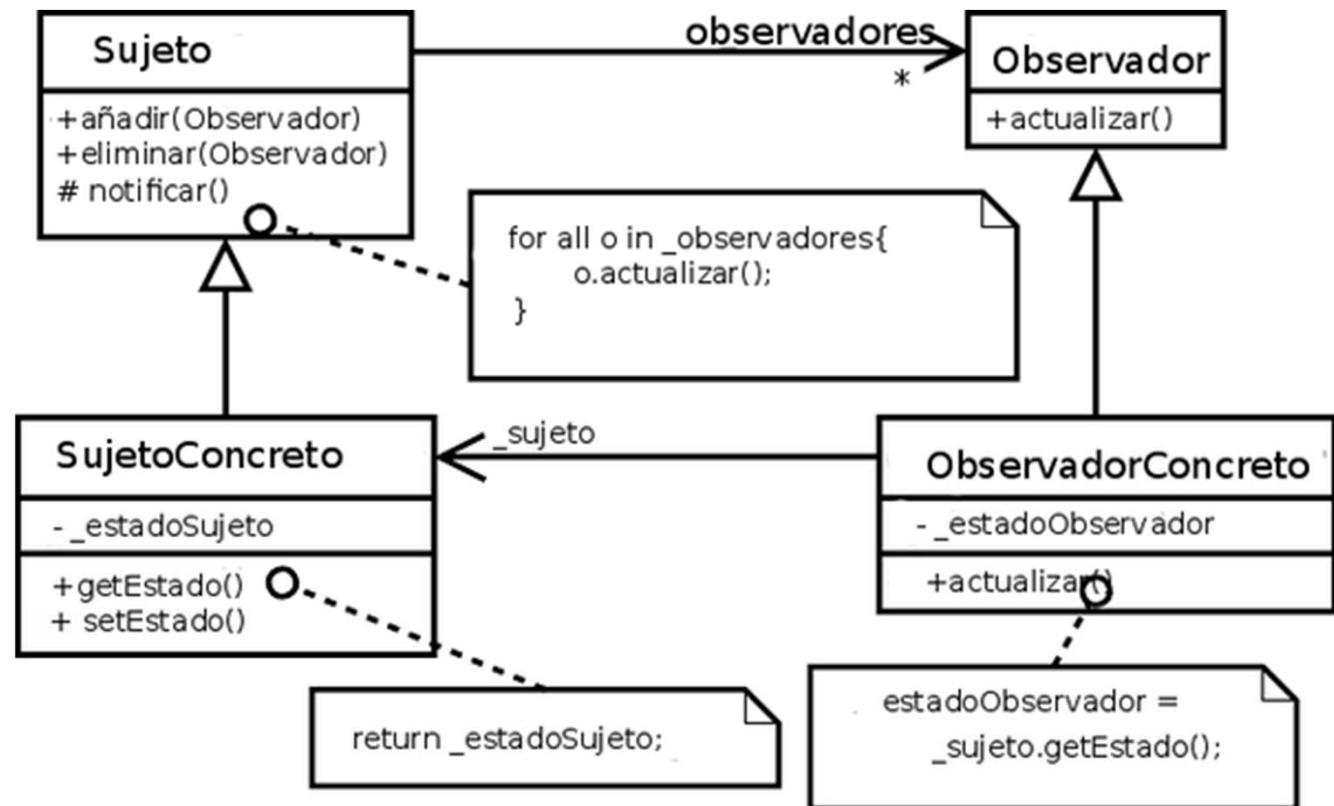 Sujeto
+añadir(Observador)
+eliminar(Observador)
# notificar()
observadores
*
Observador
+actualizar()
for all o in _observadores{
o.actualizar();
}
SujetoConcreto
- _estadoSujeto
+getEstado()
+ setEstado()
_sujeto
ObservadorConcreto
- _estadoObservador
+actualizar()
return _estadoSujeto;
estadoObservador =
_sujeto.getEstado();